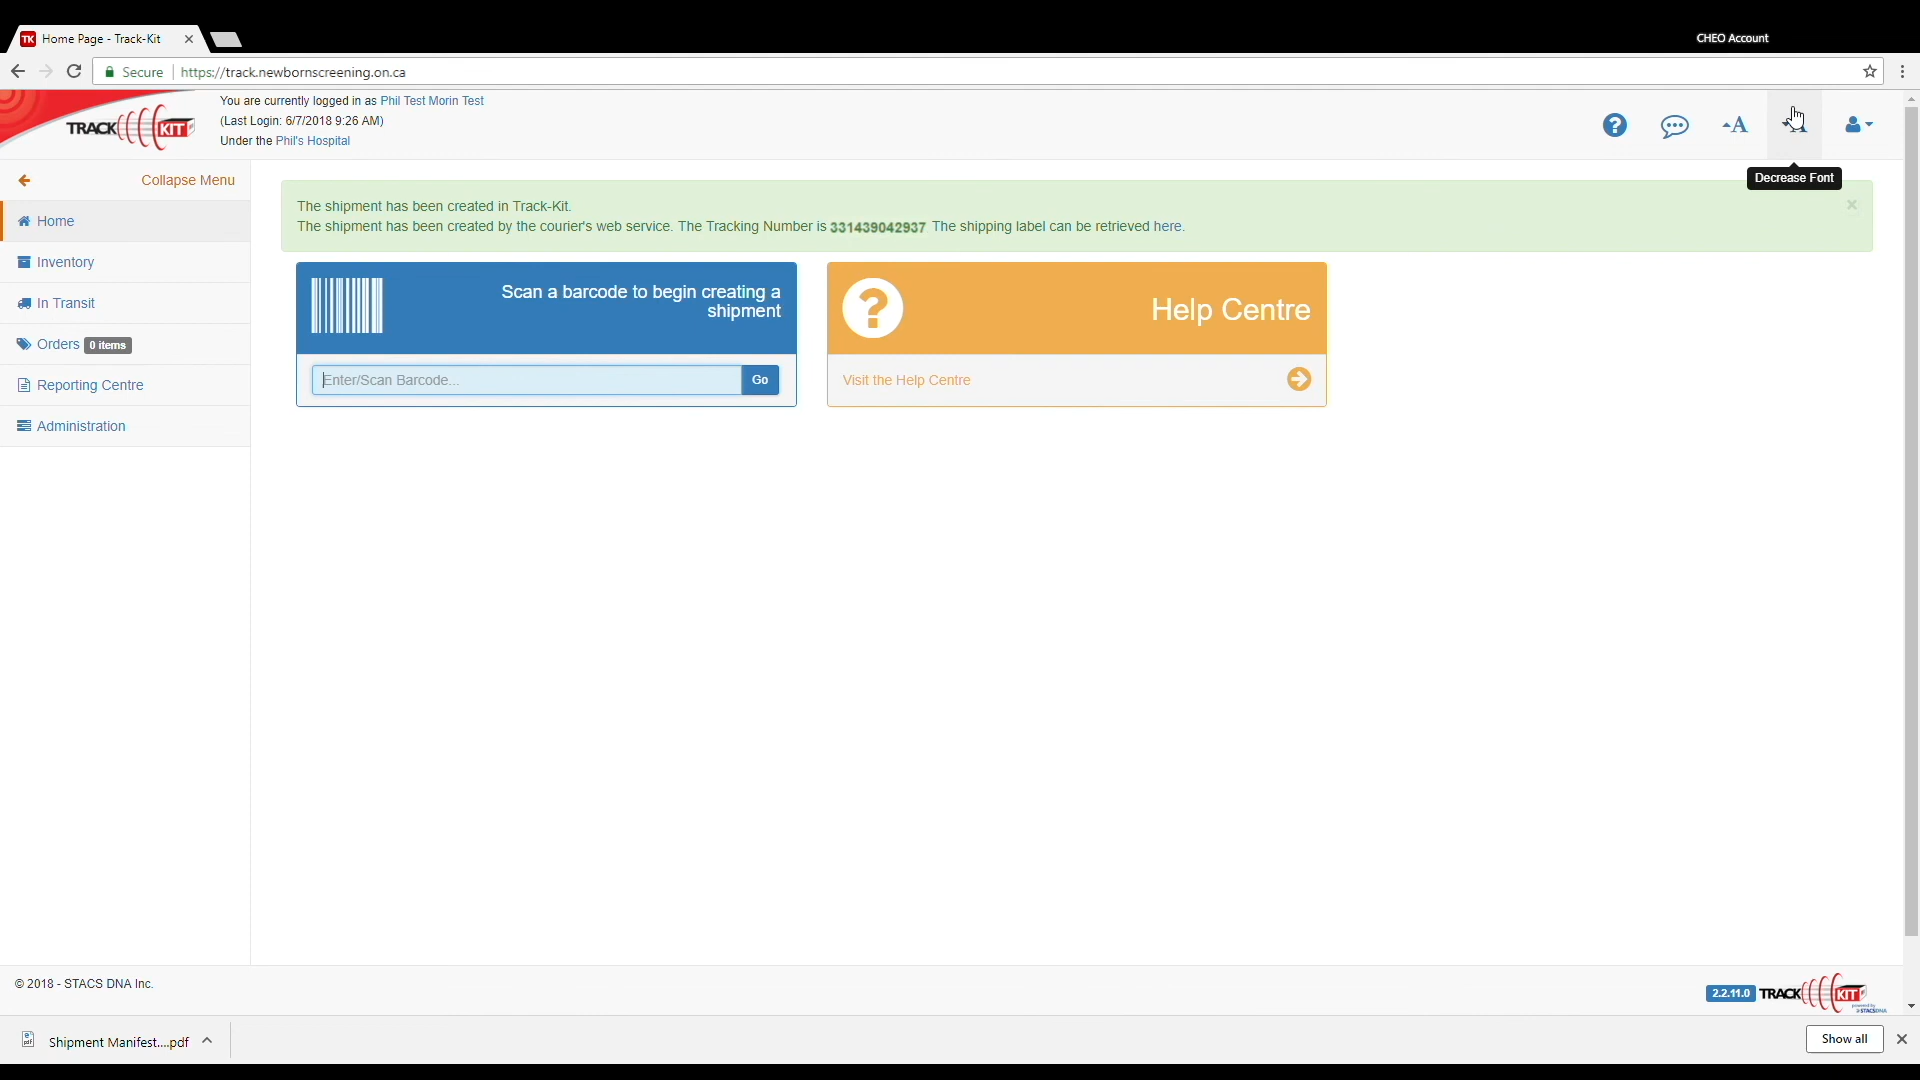 TK Home Page - Track-Kit
CHEO Account
Secure https://track.newbornscreening.on.ca
TRACK KIT
You are currently logged in as Phil Test Morin Test
(Last Login: 6/7/2018 9:26 AM)
Under the Phil's Hospital
A
Decrease Font
Collapse Menu
Home
Inventory
In Transit
Orders 0 items
Reporting Centre
Administration
The shipment has been created in Track-Kit.
The shipment has been created by the courier's web service. The Tracking Number is 331439042937 The shipping label can be retrieved here.
Scan a barcode to begin creating a
shipment
Enter/Scan Barcode...
Go
Help Centre
Visit the Help Centre
© 2018 - STACS DNA Inc.
2.2.11.0 TRACK KIT
powered by
STACSDNA
Shipment Manifest....pdf
Show all